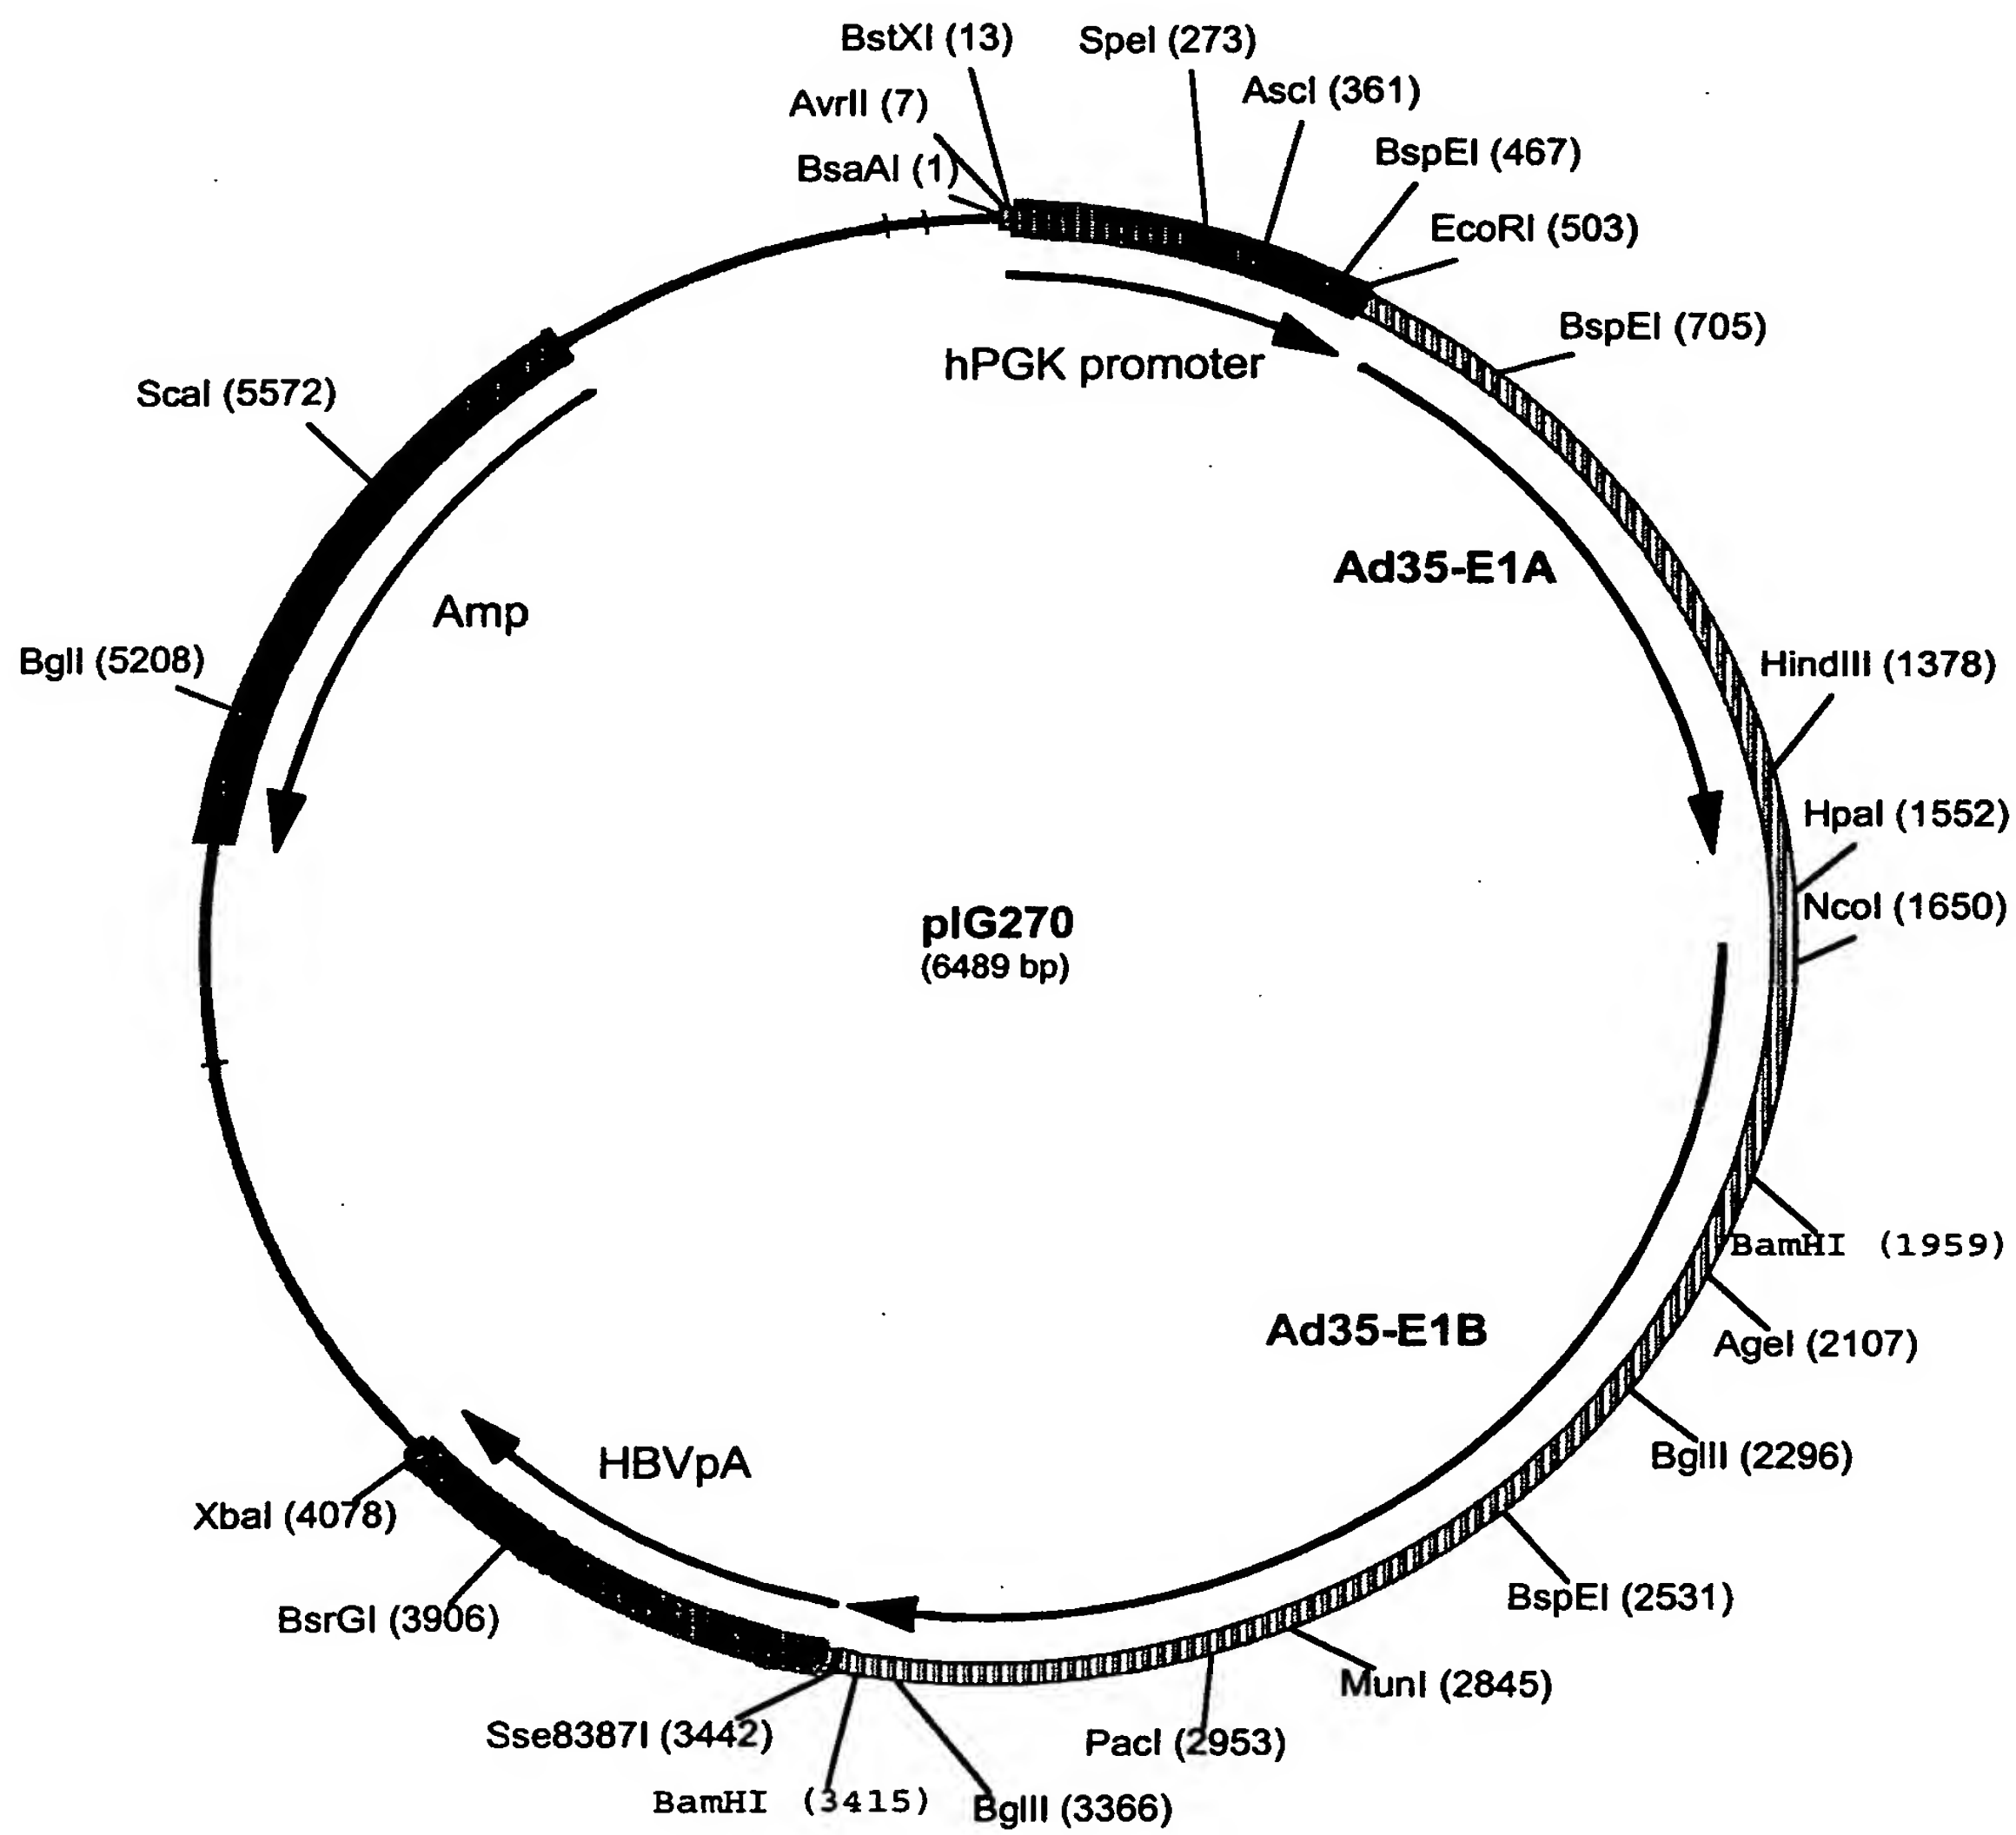 BstXI (13)
SpeI (273)
AscI (361)
AvrII (7)
BspEI (467)
BsaAI (1)
EcoRI (503)
BspEI (705)
hPGK promoter
ScaI (5572)
Ad35-E1A
Amp
BglI (5208)
HindIII (1378)
HpaI (1552)
NcoI (1650)
pIG270
(6489 bp)
BamHI (1959)
Ad35-E1B
AgeI (2107)
BglII (2296)
HBVpA
XbaI (4078)
BspEI (2531)
BsrGI (3906)
MunI (2845)
Sse8387I (3442)
PacI (2953)
BamHI (3415)
BglII (3366)